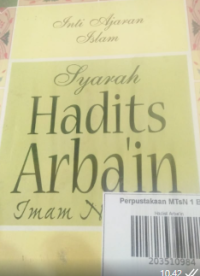 Inti Ajaran
Islam
Syarah
Hadits
Arba'in
Imam
Perpustakaan MTsN 1
10.42